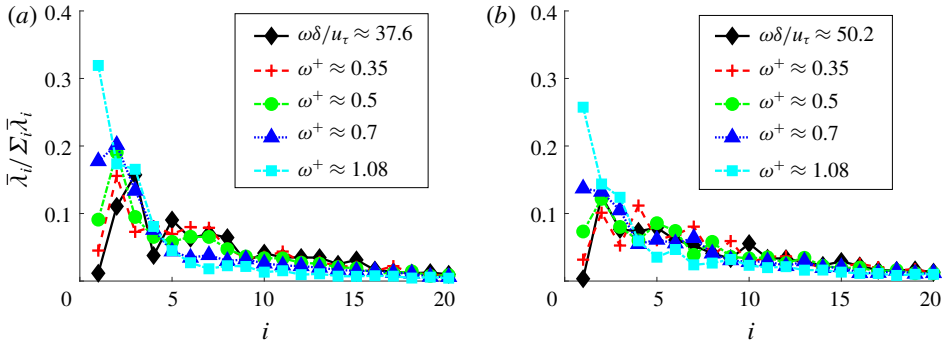 (a)
0.4
0.3
0.2
0.1
0
5
10
15
20
λ̄i/Σiλ̄i
i
ωδ/uτ ≈ 37.6
ω+ ≈ 0.35
ω+ ≈ 0.5
ω+ ≈ 0.7
ω+ ≈ 1.08
(b)
0.4
0.3
0.2
0.1
0
5
10
15
20
i
ωδ/uτ ≈ 50.2
ω+ ≈ 0.35
ω+ ≈ 0.5
ω+ ≈ 0.7
ω+ ≈ 1.08